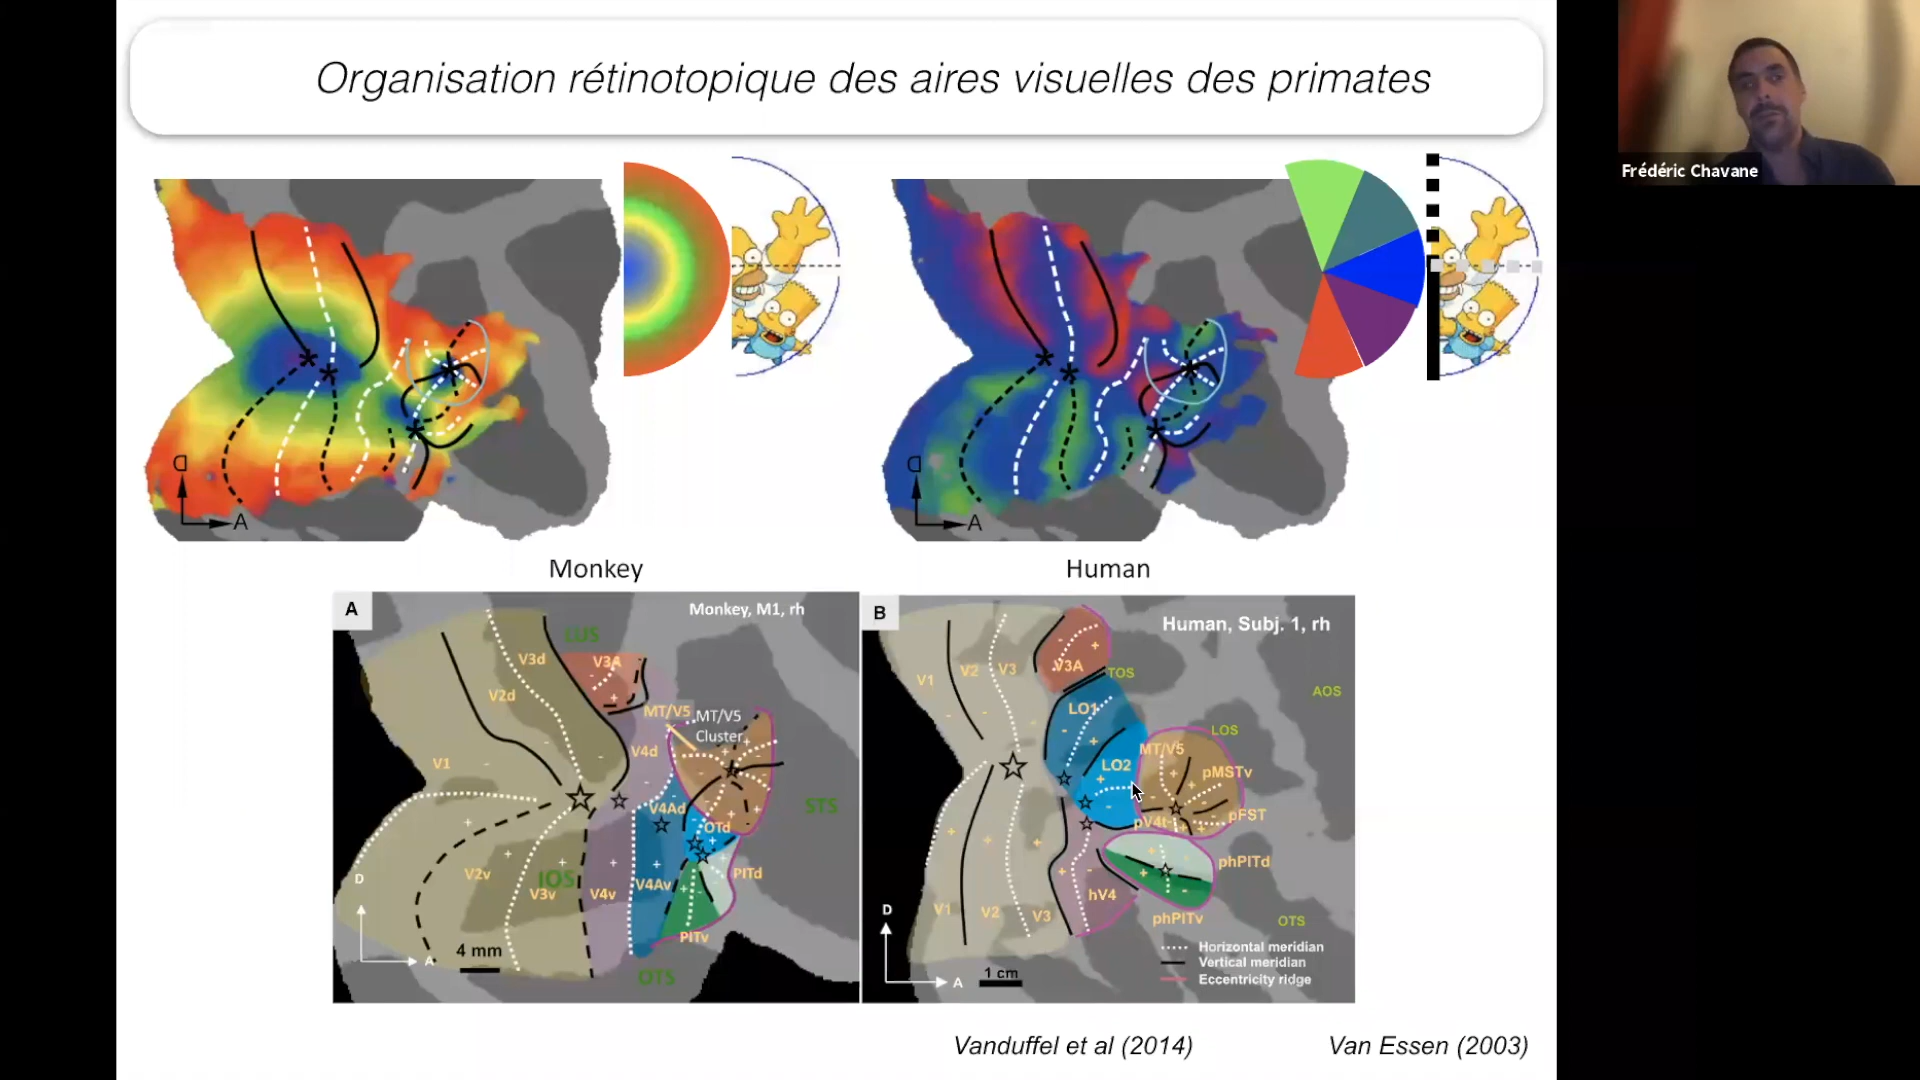 Organisation rétinotopique des aires visuelles des primates
Frédéric Chavane
D
A
D
A
Monkey
Human
A
Monkey, M1, rh
LUS
V3d
V3A
V2d
MT/V5
MT/V5
Cluster
V4d
V1
V4Ad
STS
OTd
V2v
IOS
V3v
V4v
V4Av
PITd
PITv
D
A
4 mm
OTS
B
Human, Subj. 1, rh
V1
V2
V3
V3A
TOS
AOS
LO1
LOS
MT/V5
LO2
pMSTv
pV4t
pFST
phPITd
hV4
phPITv
OTS
V1
V2
V3
D
A
1 cm
Horizontal meridian
Vertical meridian
Eccentricity ridge
Vanduffel et al (2014)
Van Essen (2003)